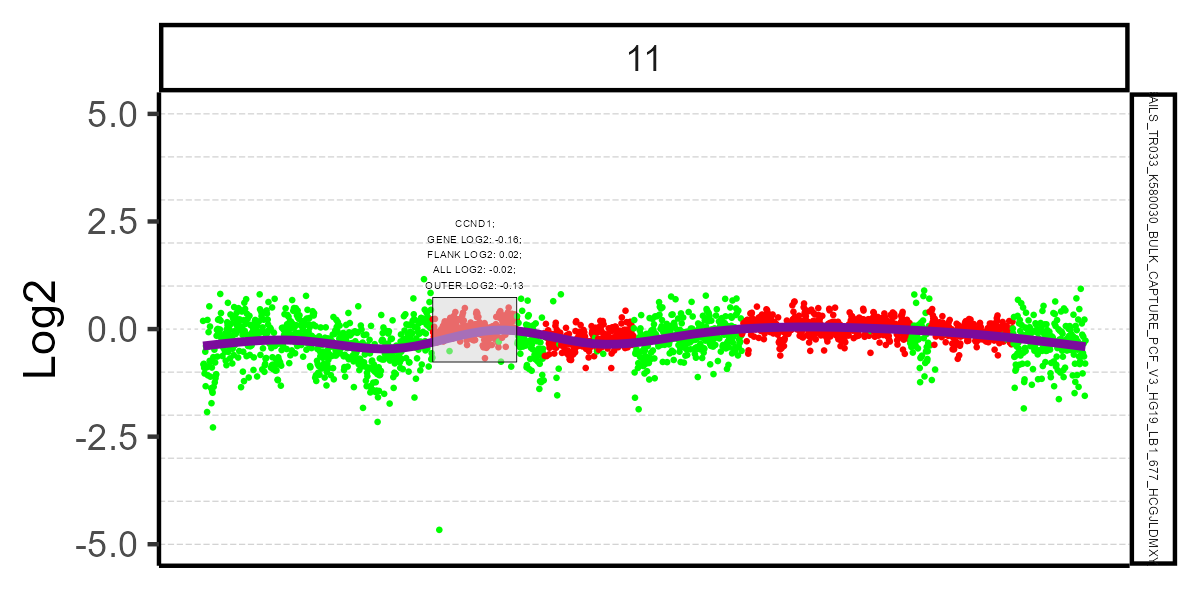 11
5.0
2.5
0.0
-2.5
-5.0
Log2
CCND1;
GENE LOG2: -0.16;
FLANK LOG2: 0.02;
ALL LOG2: -0.02;
OUTER LOG2: -0.13
AILS_TR033_K580030_BULK_CAPTURE_PCF_V3_HG19_LB1_677_HCGJLDMXY